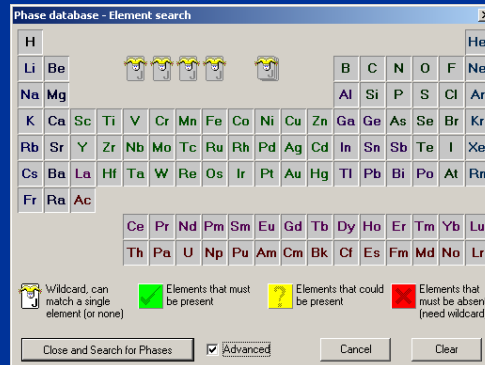 Phase database - Element search
H He
Li Be B C N O F Ne
Na Mg Al Si P S Cl Ar
K Ca Sc Ti V Cr Mn Fe Co Ni Cu Zn Ga Ge As Se Br Kr
Rb Sr Y Zr Nb Mo Tc Ru Rh Pd Ag Cd In Sn Sb Te I Xe
Cs Ba La Hf Ta W Re Os Ir Pt Au Hg Tl Pb Bi Po At Rm
Fr Ra Ac
Ce Pr Nd Pm Sm Eu Gd Tb Dy Ho Er Tm Yb Lu
Th Pa U Np Pu Am Cm Bk Cf Es Fm Md No Lr
Wildcard, can Elements that must Elements that could Elements that
match a single be present be present must be absent
element (or none) (need wildcard
Close and Search for Phases Advanced Cancel Clear